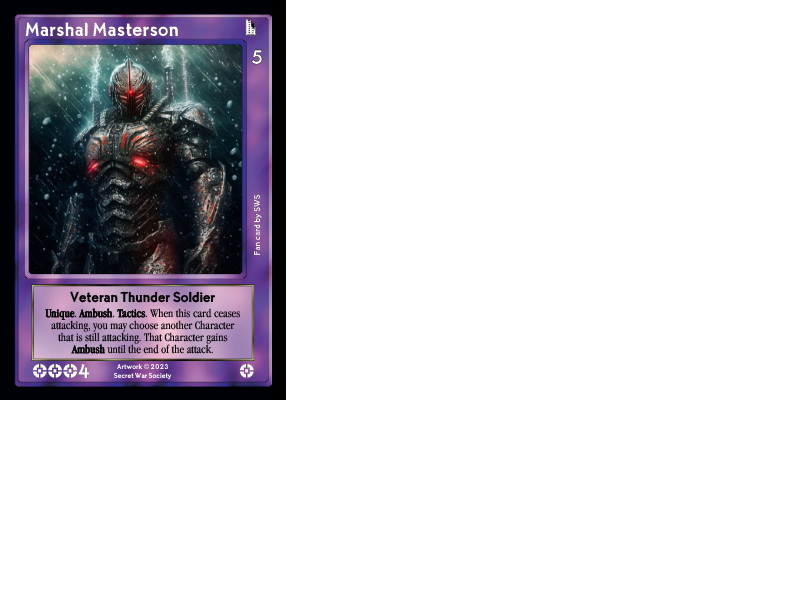 Marshal Masterson
5
Fan card by SWS
Veteran Thunder Soldier
Unique. Ambush. Tactics. When this card ceases
attacking, you may choose another Character
that is still attacking. That Character gains
Ambush until the end of the attack.
4
Artwork © 2023
Secret War Society